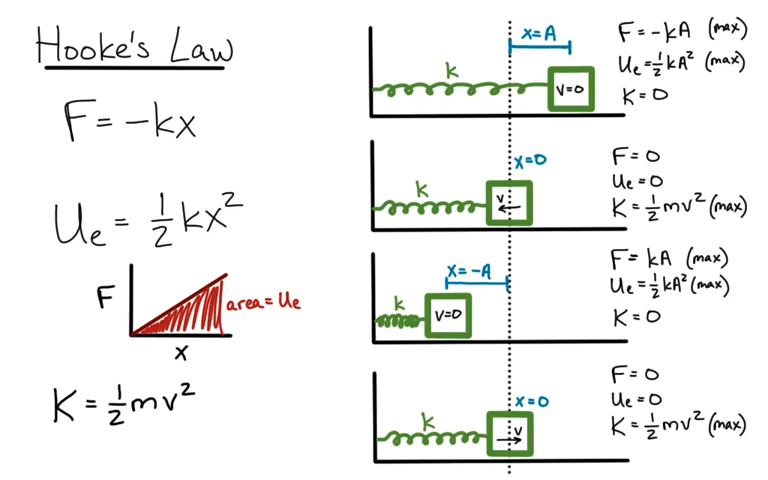 Hooke's Law
F = -kx
Ue = ½kx²
F
area = Ue
x
K = ½mv²
x=A
k
v=0
F = -kA (max)
Ue = ½kA² (max)
K = 0
x=0
k
v
F = 0
Ue = 0
K = ½mv² (max)
x=-A
k
v=0
F = kA (max)
Ue = ½kA² (max)
K = 0
x=0
k
v
F = 0
Ue = 0
K = ½mv² (max)